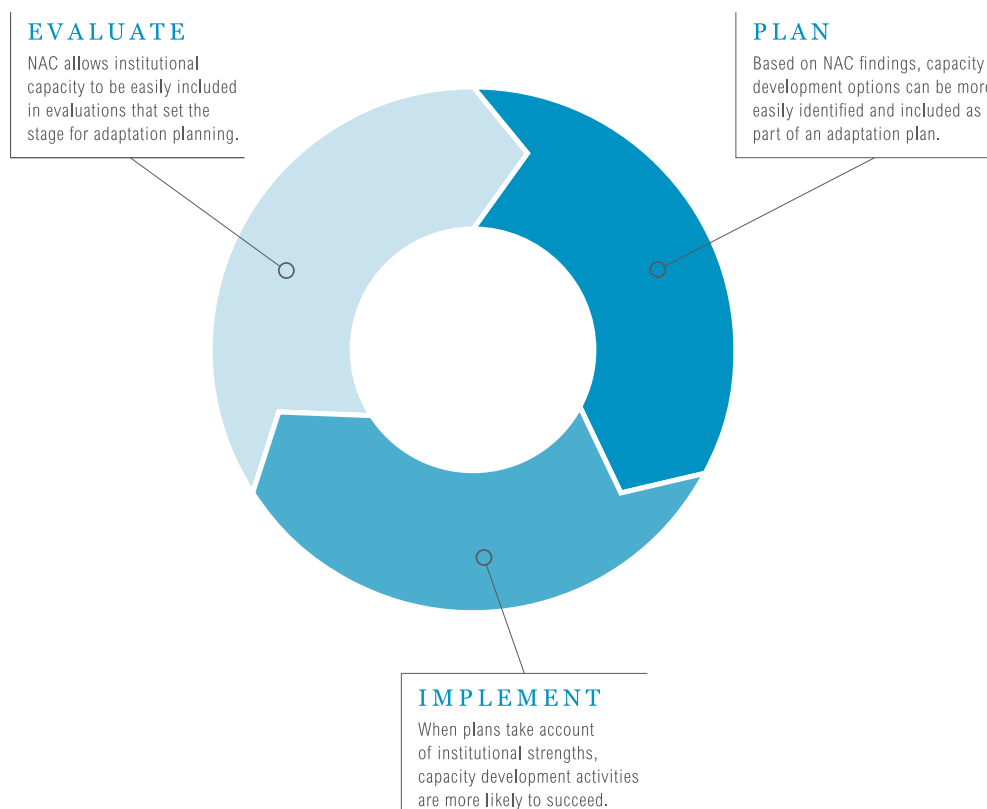 EVALUATE
NAC allows institutional
capacity to be easily included
in evaluations that set the
stage for adaptation planning.
PLAN
Based on NAC findings, capacity
development options can be more
easily identified and included as
part of an adaptation plan.
IMPLEMENT
When plans take account
of institutional strengths,
capacity development activities
are more likely to succeed.